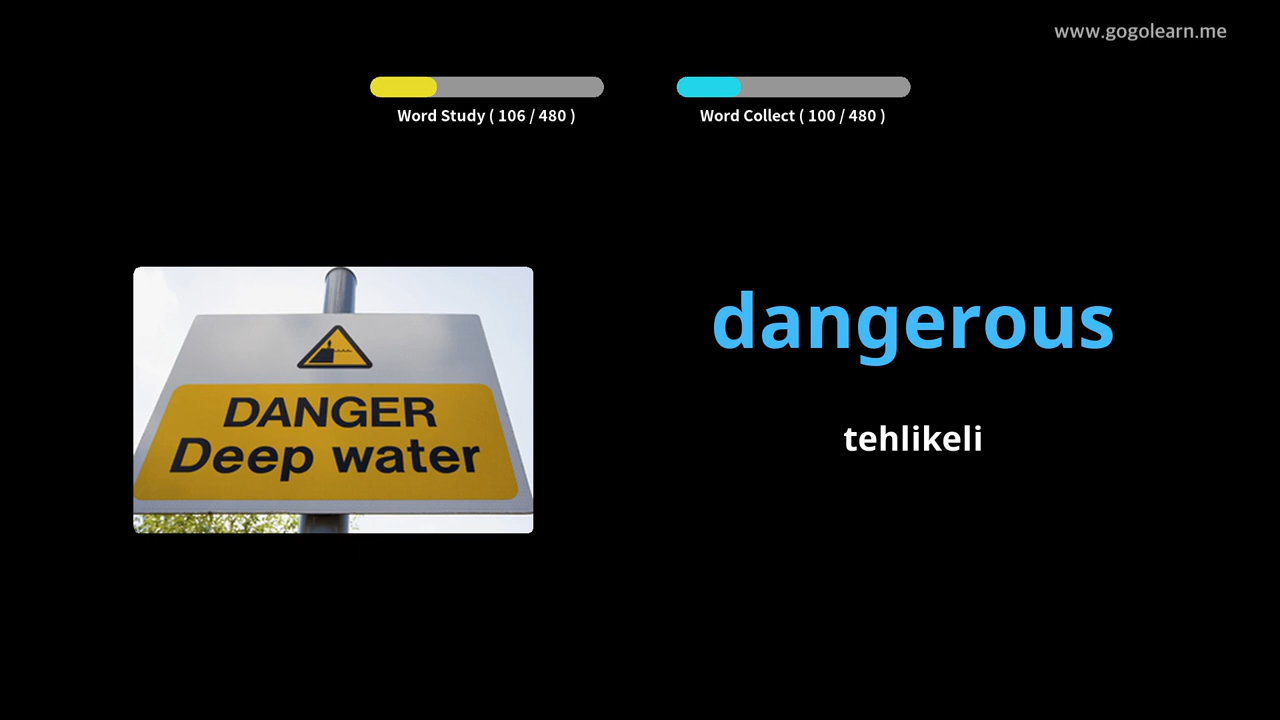 www.gogolearn.me
Word Study ( 106 / 480 )
Word Collect ( 100 / 480 )
DANGER
Deep water
dangerous
tehlikeli